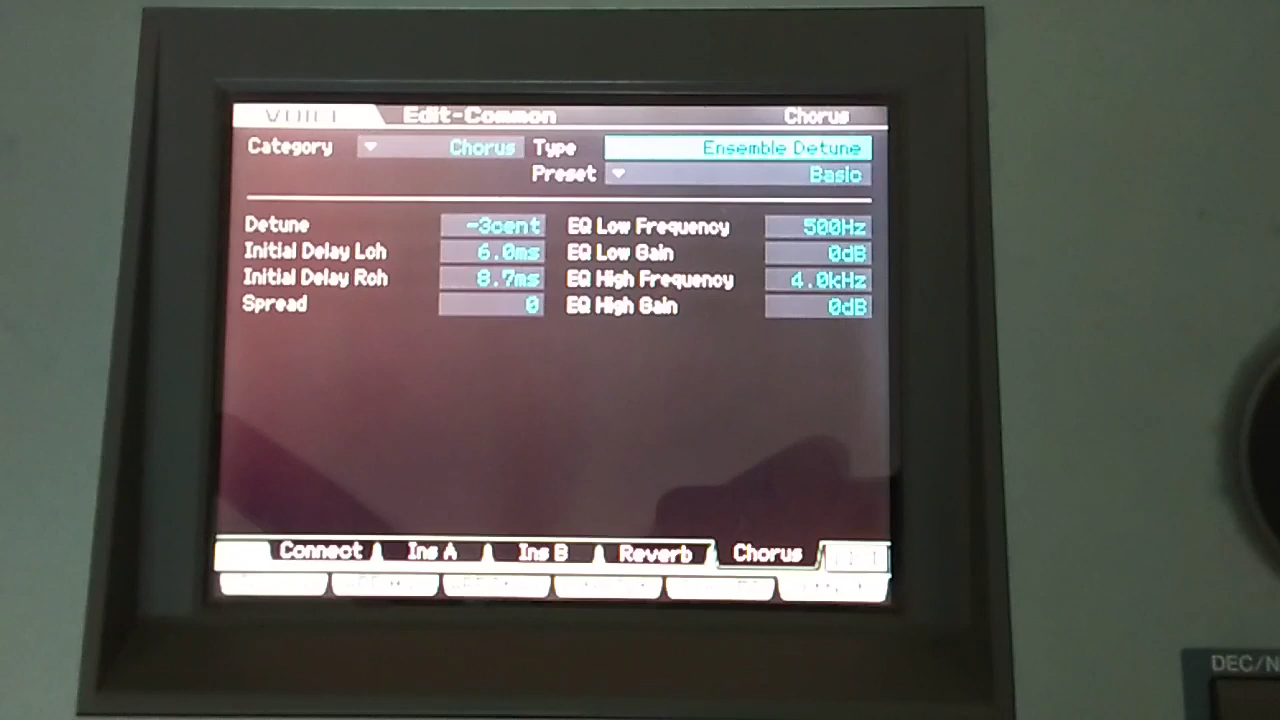 VOICE Edit-Common Chorus
Category Chorus Type Ensemble Detune
Preset Basic
Detune -3cent EQ Low Frequency 500Hz
Initial Delay Lch 6.0ms EQ Low Gain 0dB
Initial Delay Rch 8.7ms EQ High Frequency 4.0kHz
Spread 0 EQ High Gain 0dB
Connect Ins A Ins B Reverb Chorus
DEC/N